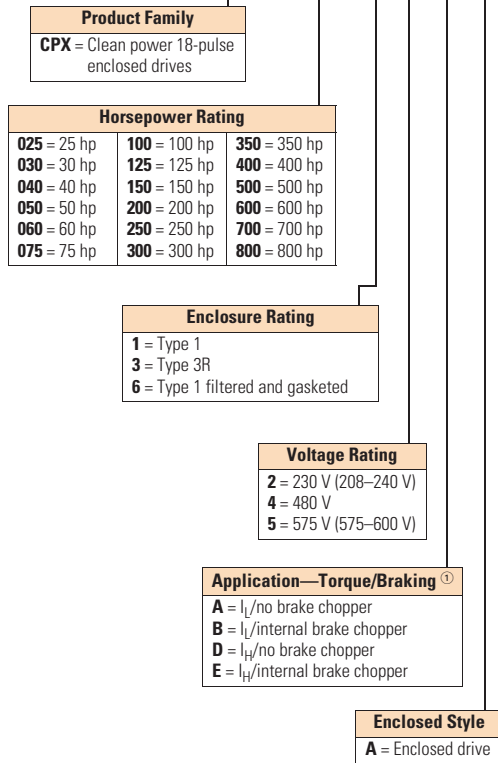 Product Family
CPX = Clean power 18-pulse
enclosed drives
Horsepower Rating
025 = 25 hp 100 = 100 hp 350 = 350 hp
030 = 30 hp 125 = 125 hp 400 = 400 hp
040 = 40 hp 150 = 150 hp 500 = 500 hp
050 = 50 hp 200 = 200 hp 600 = 600 hp
060 = 60 hp 250 = 250 hp 700 = 700 hp
075 = 75 hp 300 = 300 hp 800 = 800 hp
Enclosure Rating
1 = Type 1
3 = Type 3R
6 = Type 1 filtered and gasketed
Voltage Rating
2 = 230 V (208–240 V)
4 = 480 V
5 = 575 V (575–600 V)
Application—Torque/Braking ①
A = IL/no brake chopper
B = IL/internal brake chopper
D = IH/no brake chopper
E = IH/internal brake chopper
Enclosed Style
A = Enclosed drive